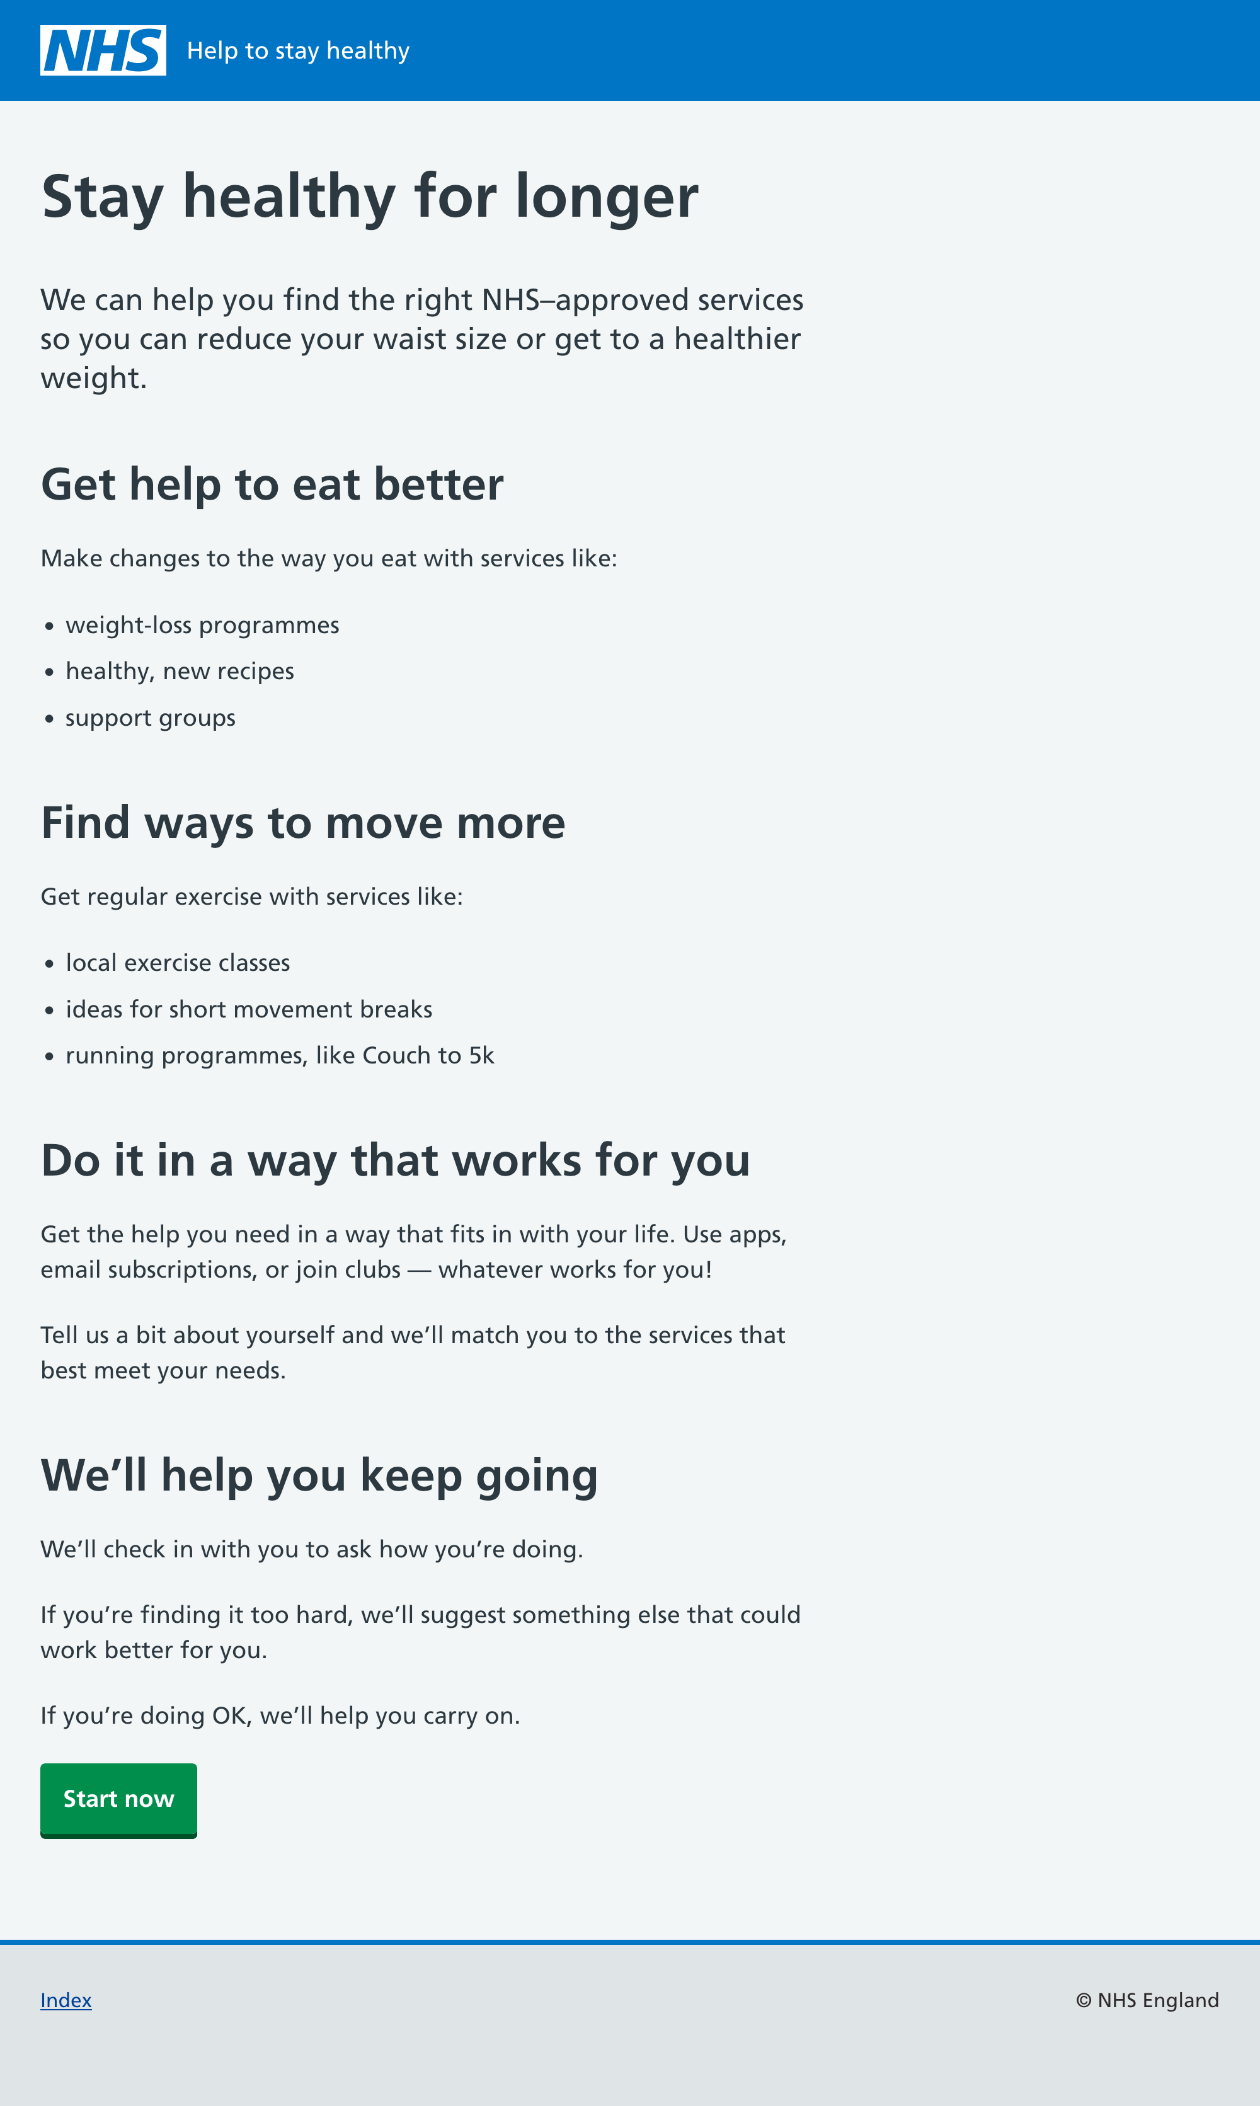 NHS Help to stay healthy
Stay healthy for longer
We can help you find the right NHS–approved services
so you can reduce your waist size or get to a healthier
weight.
Get help to eat better
Make changes to the way you eat with services like:
• weight-loss programmes
• healthy, new recipes
• support groups
Find ways to move more
Get regular exercise with services like:
• local exercise classes
• ideas for short movement breaks
• running programmes, like Couch to 5k
Do it in a way that works for you
Get the help you need in a way that fits in with your life. Use apps,
email subscriptions, or join clubs — whatever works for you!
Tell us a bit about yourself and we’ll match you to the services that
best meet your needs.
We’ll help you keep going
We’ll check in with you to ask how you’re doing.
If you’re finding it too hard, we’ll suggest something else that could
work better for you.
If you’re doing OK, we’ll help you carry on.
Start now
Index
© NHS England